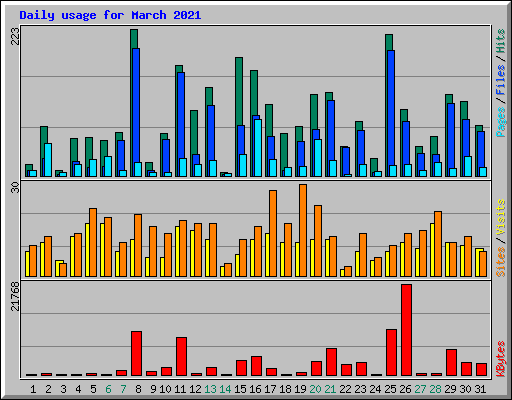 Daily usage for March 2021
223
Pages / Files / Hits
30
Sites / Visits
21768
KBytes
1 2 3 4 5 6 7 8 9 10 11 12 13 14 15 16 17 18 19 20 21 22 23 24 25 26 27 28 29 30 31